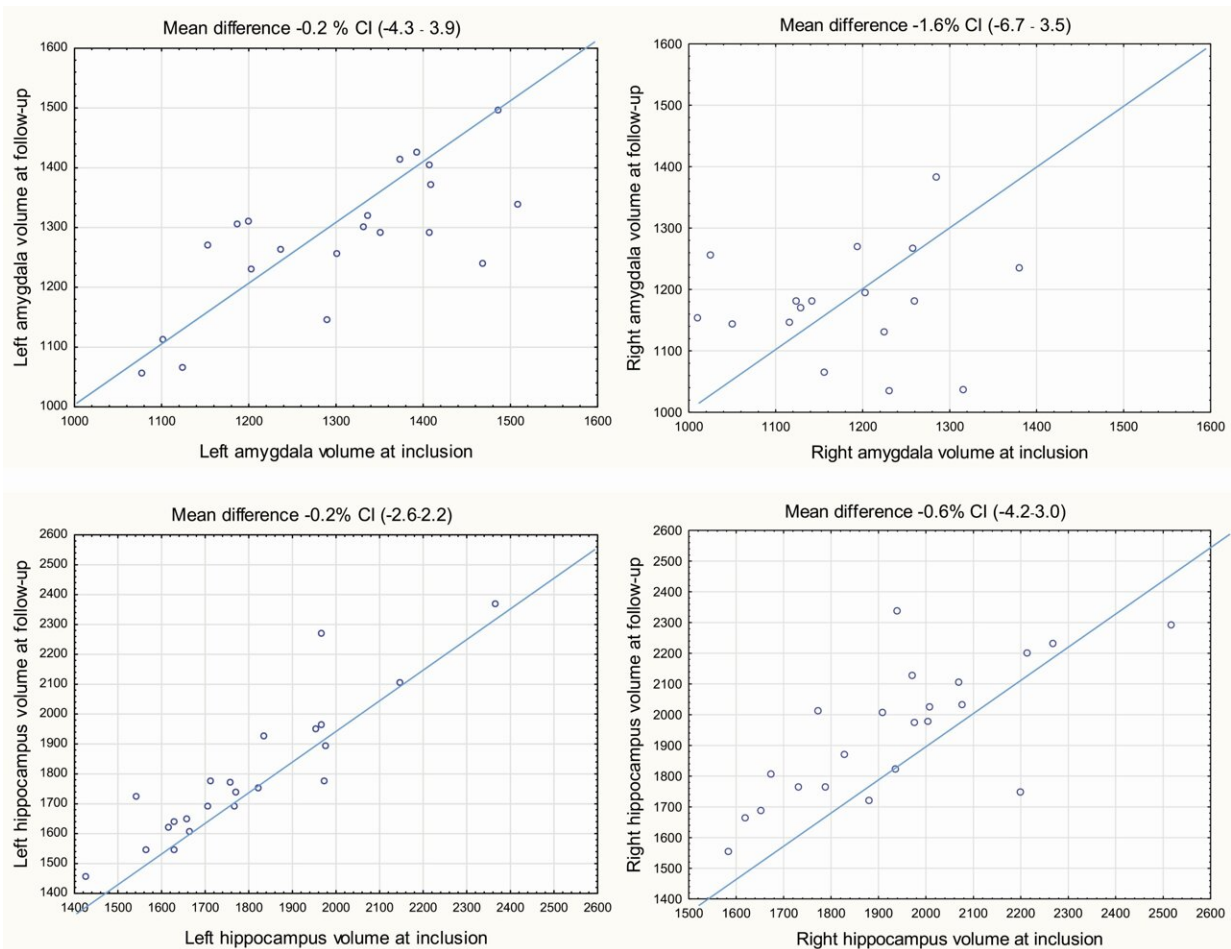 Mean difference -0.2 % CI (-4.3 - 3.9)
1600
1500
1400
1300
1200
1100
1000
Left amygdala volume at follow-up
1000 1100 1200 1300 1400 1500 1600
Left amygdala volume at inclusion
Mean difference -1.6% CI (-6.7 - 3.5)
1600
1500
1400
1300
1200
1100
1000
Right amygdala volume at follow-up
1000 1100 1200 1300 1400 1500 1600
Right amygdala volume at inclusion
Mean difference -0.2% CI (-2.6-2.2)
2600
2500
2400
2300
2200
2100
2000
1900
1800
1700
1600
1500
1400
Left hippocampus volume at follow-up
1400 1500 1600 1700 1800 1900 2000 2100 2200 2300 2400 2500 2600
Left hippocampus volume at inclusion
Mean difference -0.6% CI (-4.2-3.0)
2600
2500
2400
2300
2200
2100
2000
1900
1800
1700
1600
1500
1400
Right hippocampus volume at follow-up
1500 1600 1700 1800 1900 2000 2100 2200 2300 2400 2500 2600
Right hippocampus volume at inclusion